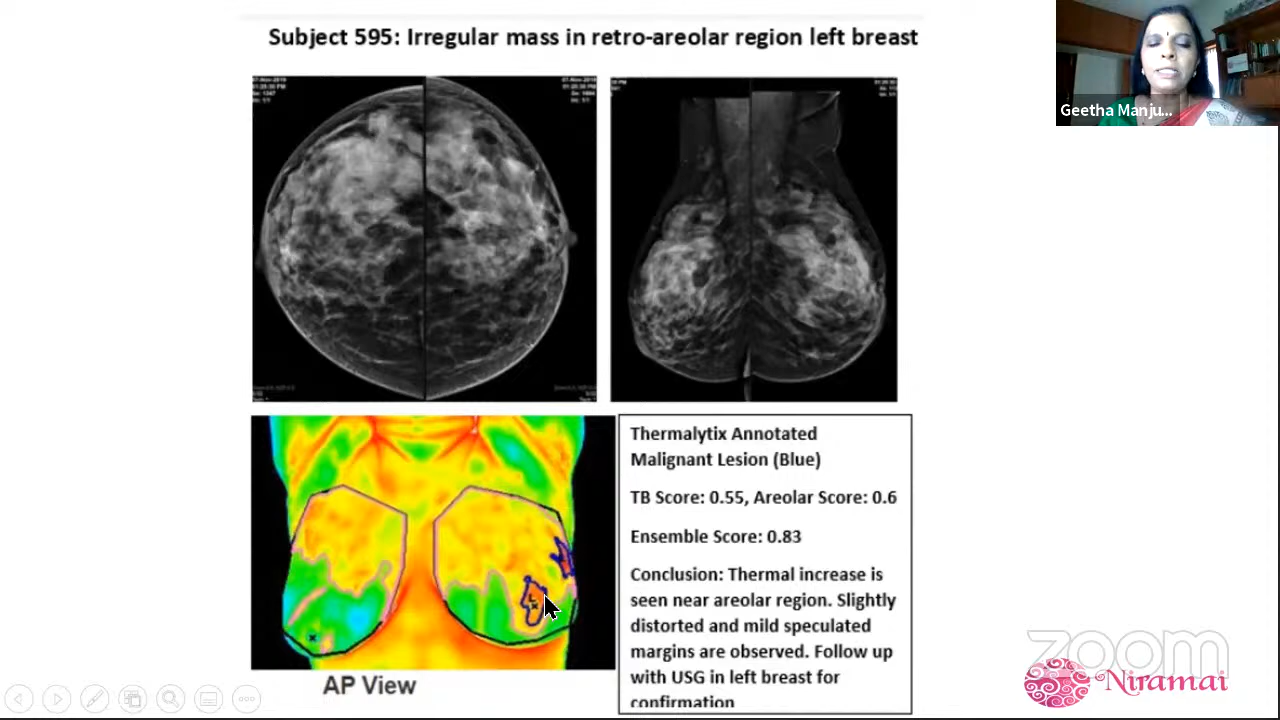 Subject 595: Irregular mass in retro-areolar region left breast
Geetha Manju...
Thermalytix Annotated
Malignant Lesion (Blue)
TB Score: 0.55, Areolar Score: 0.6
Ensemble Score: 0.83
Conclusion: Thermal increase is
seen near areolar region. Slightly
distorted and mild speculated
margins are observed. Follow up
with USG in left breast for
confirmation
AP View
zoom
Niramai